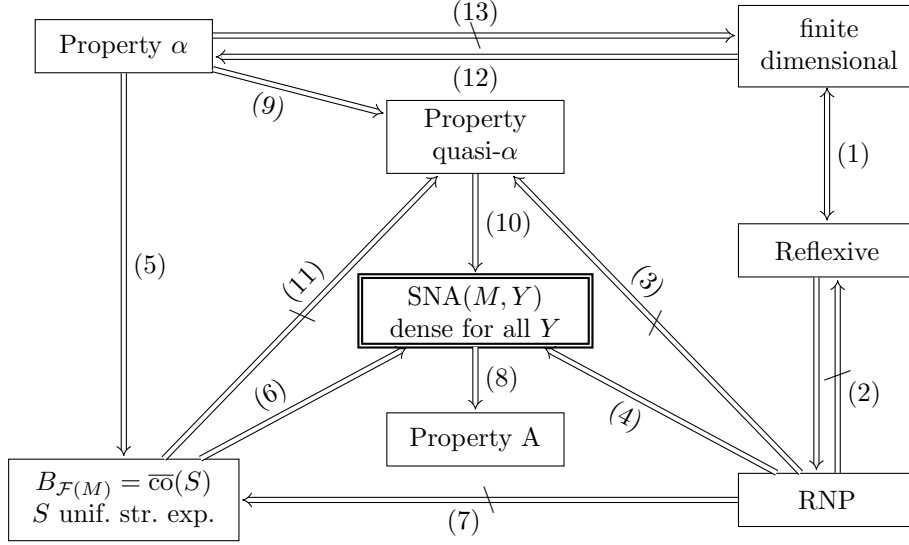 (13)
Property α
finite
dimensional
(12)
(9)
Property
quasi-α
(1)
(5)
(10)
(11)
(3)
Reflexive
SNA(M, Y)
dense for all Y
(6)
(8)
(4)
(2)
Property A
B_{ℱ(M)} = \overline{co}(S)
S unif. str. exp.
RNP
(7)